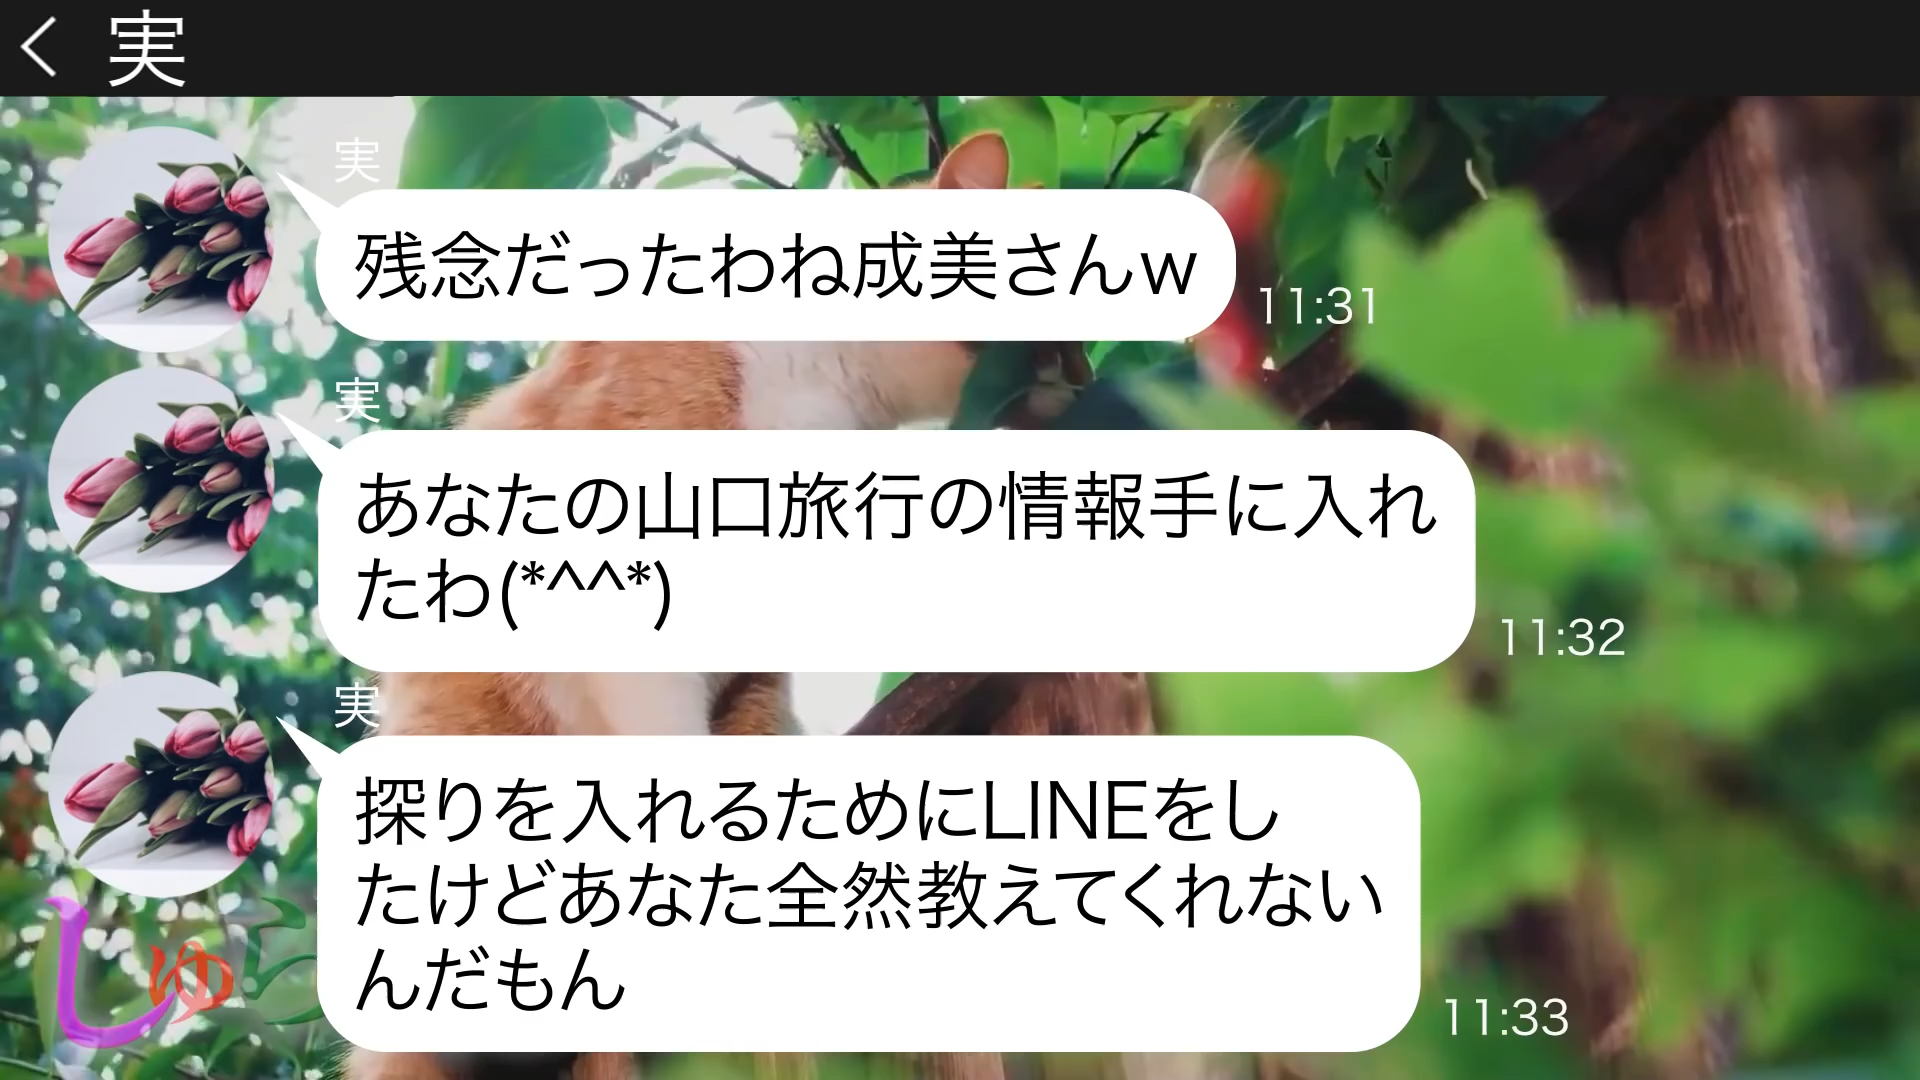 実
実
残念だったわね成美さんw
11:31
実
あなたの山口旅行の情報手に入れ
たわ(*^^*)
11:32
実
探りを入れるためにLINEをし
たけどあなた全然教えてくれない
んだもん
11:33
しゅら